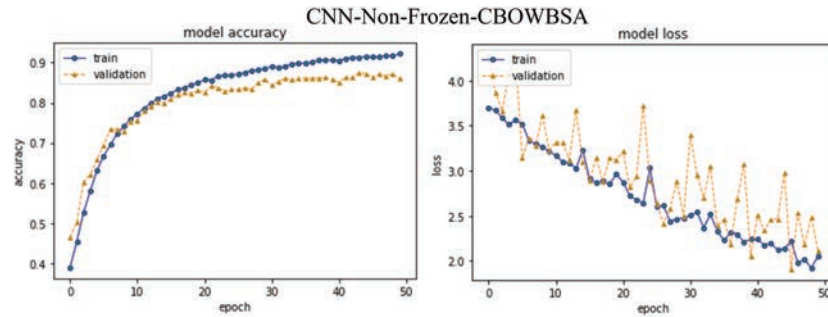 CNN-Non-Frozen-CBOWBSA
model accuracy
train
validation
0.9
0.8
0.7
0.6
0.5
0.4
accuracy
0
10
20
30
40
50
epoch
model loss
train
validation
4.0
3.5
3.0
2.5
2.0
loss
0
10
20
30
40
50
epoch